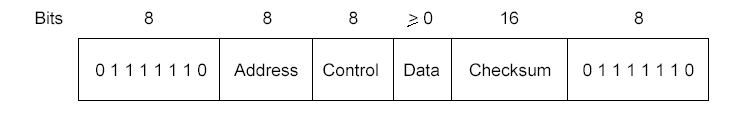 Bits 8 8 8 ≥ 0 16 8
0 1 1 1 1 1 1 0 Address Control Data Checksum 0 1 1 1 1 1 1 0